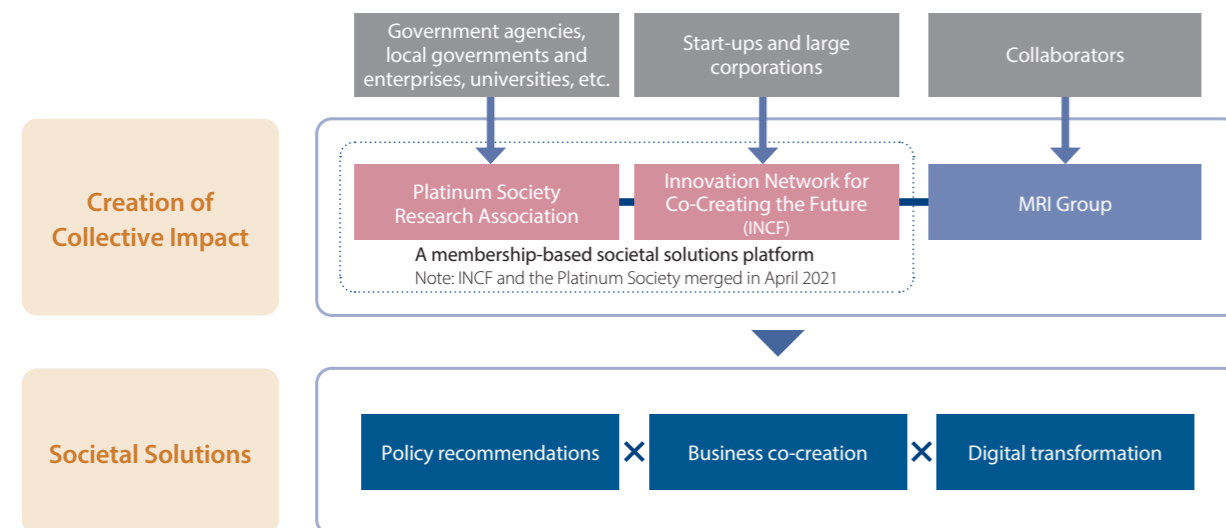 Government agencies,
local governments and
enterprises, universities, etc.
Start-ups and large
corporations
Collaborators
Creation of
Collective Impact
Platinum Society
Research Association
Innovation Network for
Co-Creating the Future
(INCF)
MRI Group
A membership-based societal solutions platform
Note: INCF and the Platinum Society merged in April 2021
Societal Solutions
Policy recommendations
×
Business co-creation
×
Digital transformation